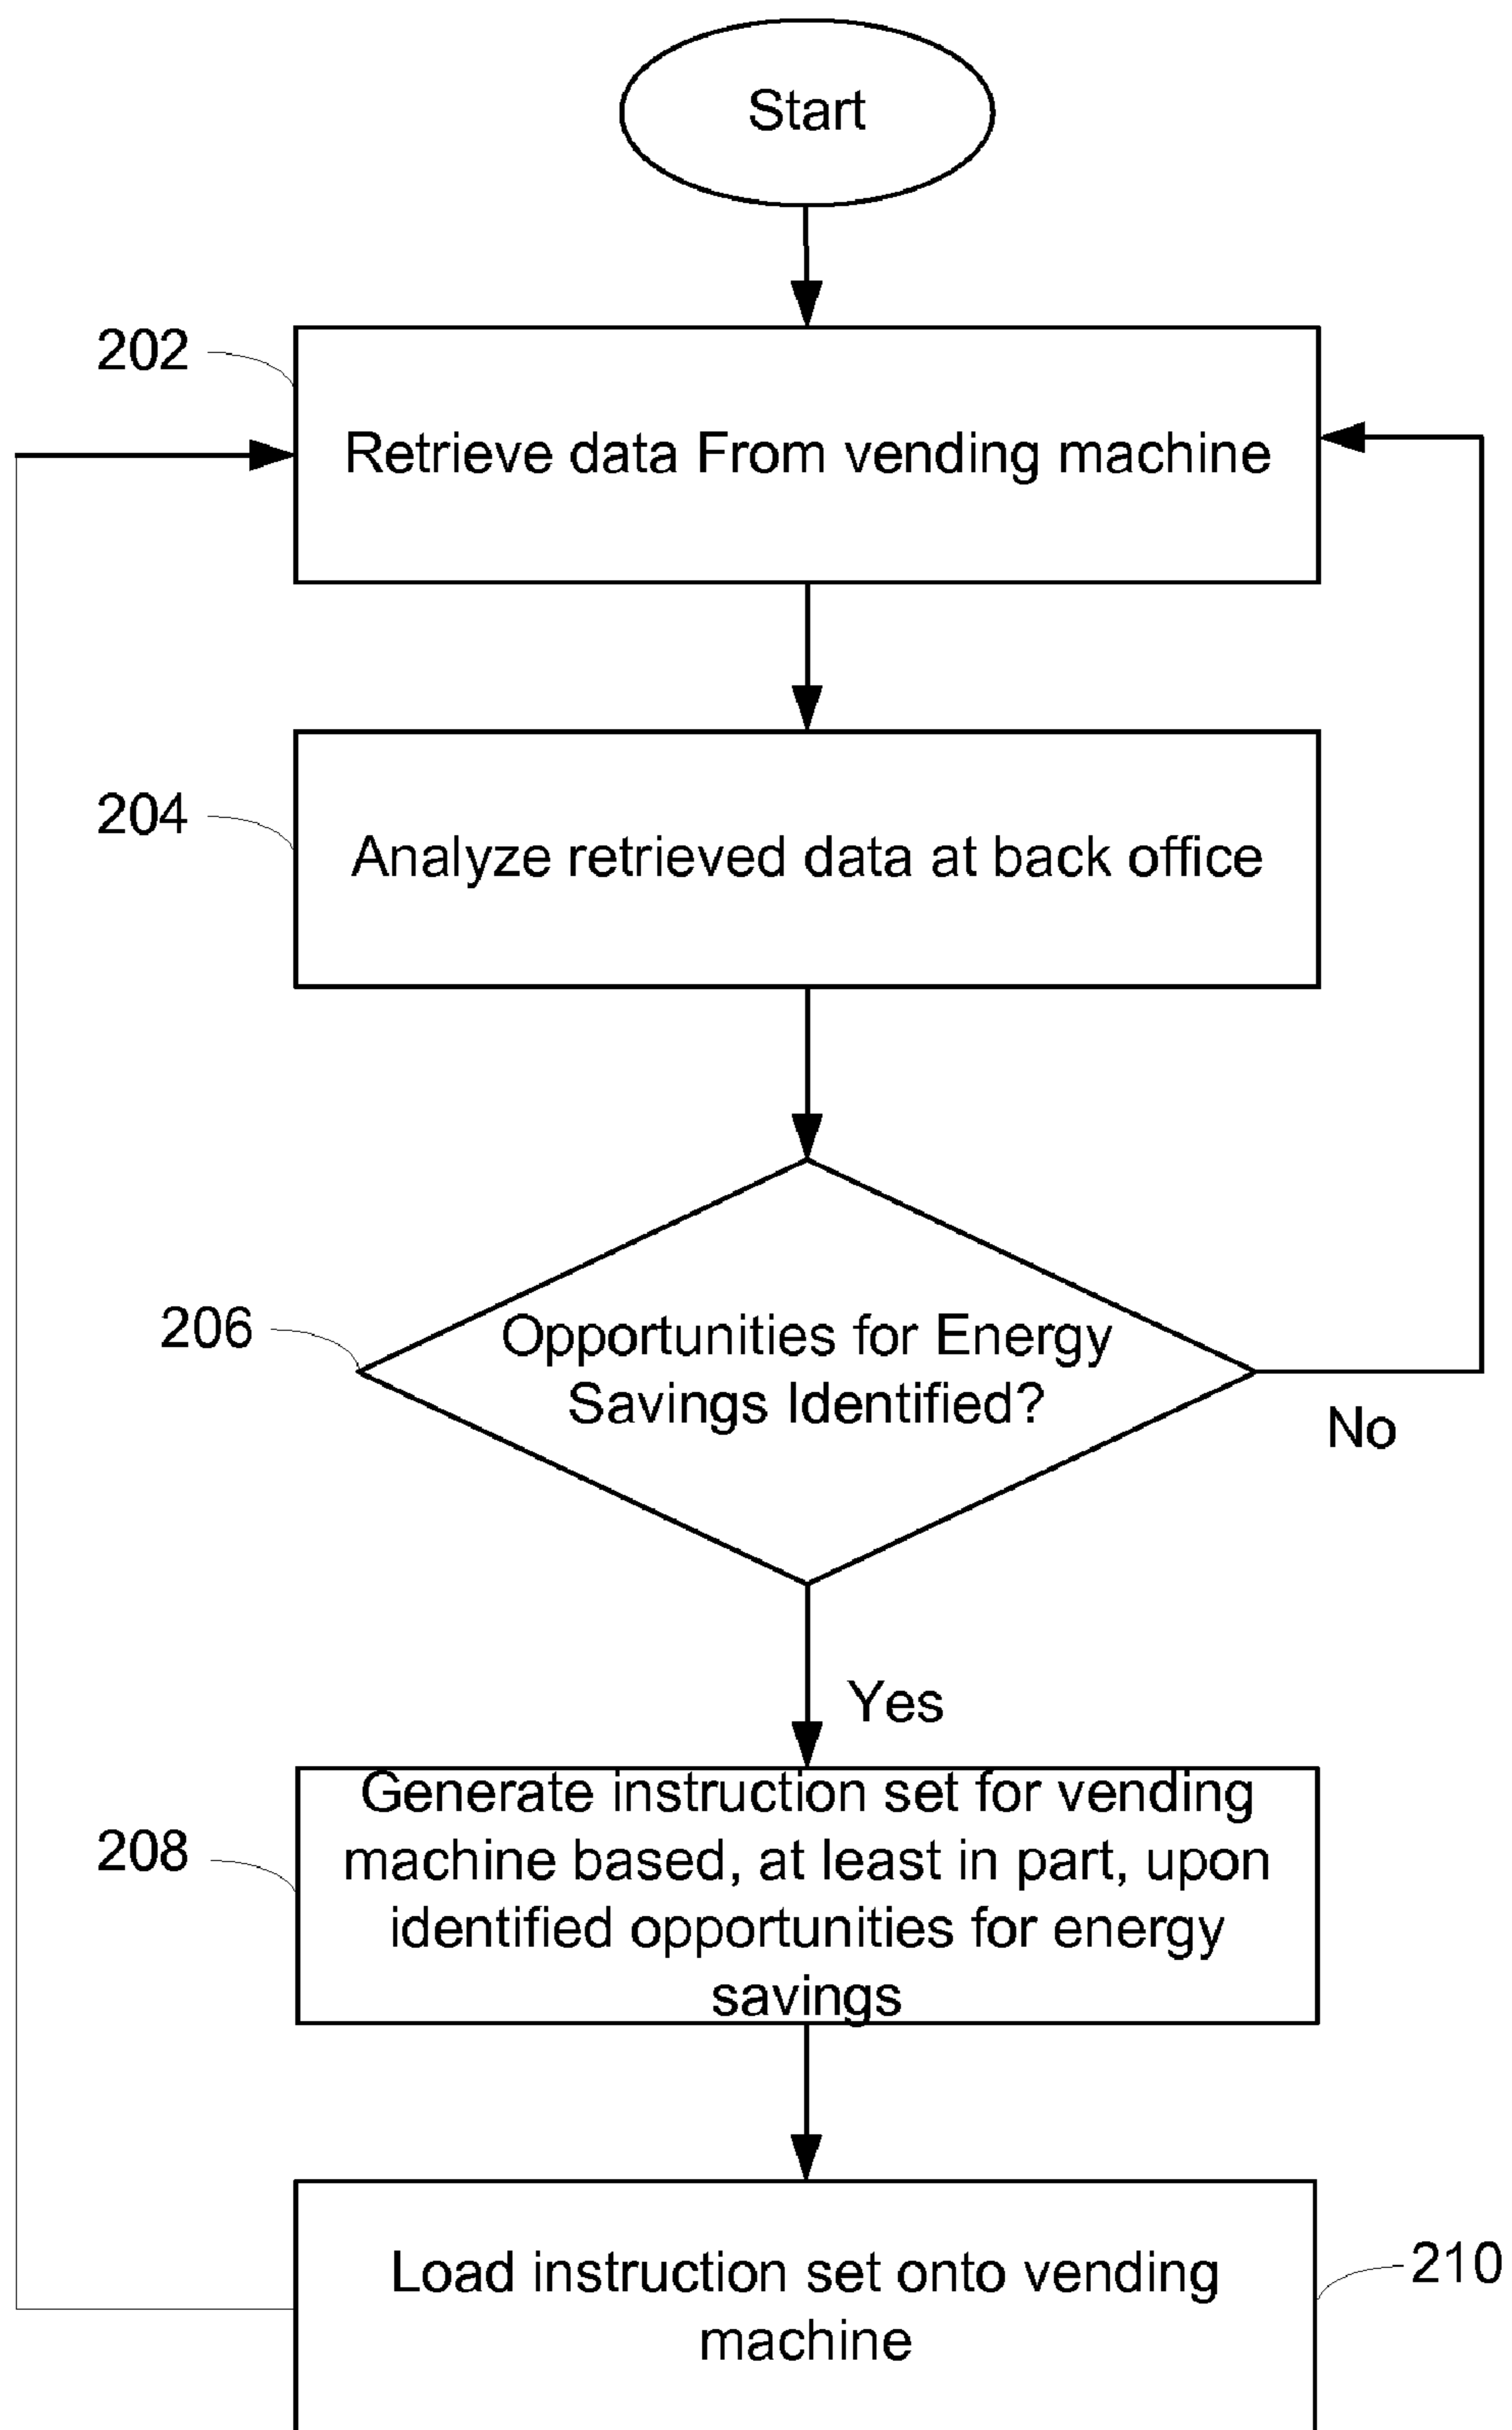 Start
202
Retrieve data From vending machine
204
Analyze retrieved data at back office
206
Opportunities for Energy
Savings Identified?
No
Yes
208
Generate instruction set for vending
machine based, at least in part, upon
identified opportunities for energy
savings
Load instruction set onto vending
machine
210